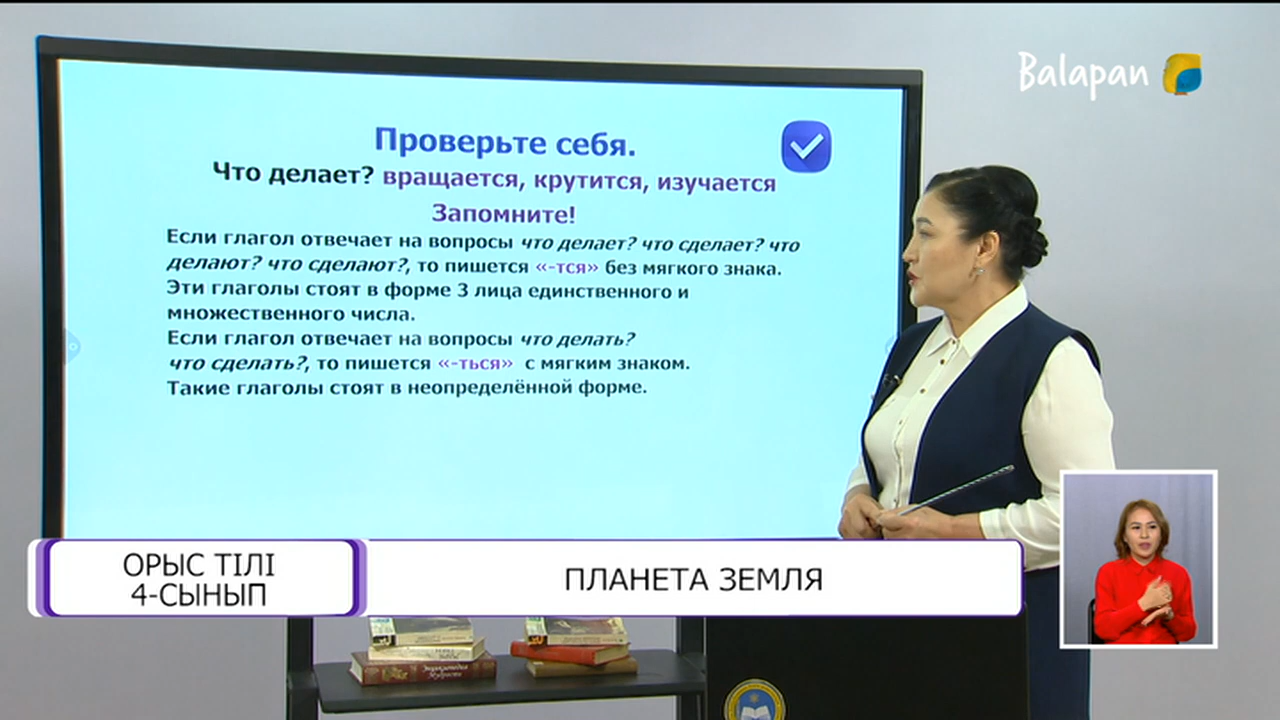 Balapan
Проверьте себя.
Что делает? вращается, крутится, изучается
Запомните!
Если глагол отвечает на вопросы что делает? что сделает? что
делают? что сделают?, то пишется «-тся» без мягкого знака.
Эти глаголы стоят в форме 3 лица единственного и
множественного числа.
Если глагол отвечает на вопросы что делать?
что сделать?, то пишется «-ться» с мягким знаком.
Такие глаголы стоят в неопределённой форме.
ОРЫС ТІЛІ
4-СЫНЫП
ПЛАНЕТА ЗЕМЛЯ
Энциклопедия
Мудрости